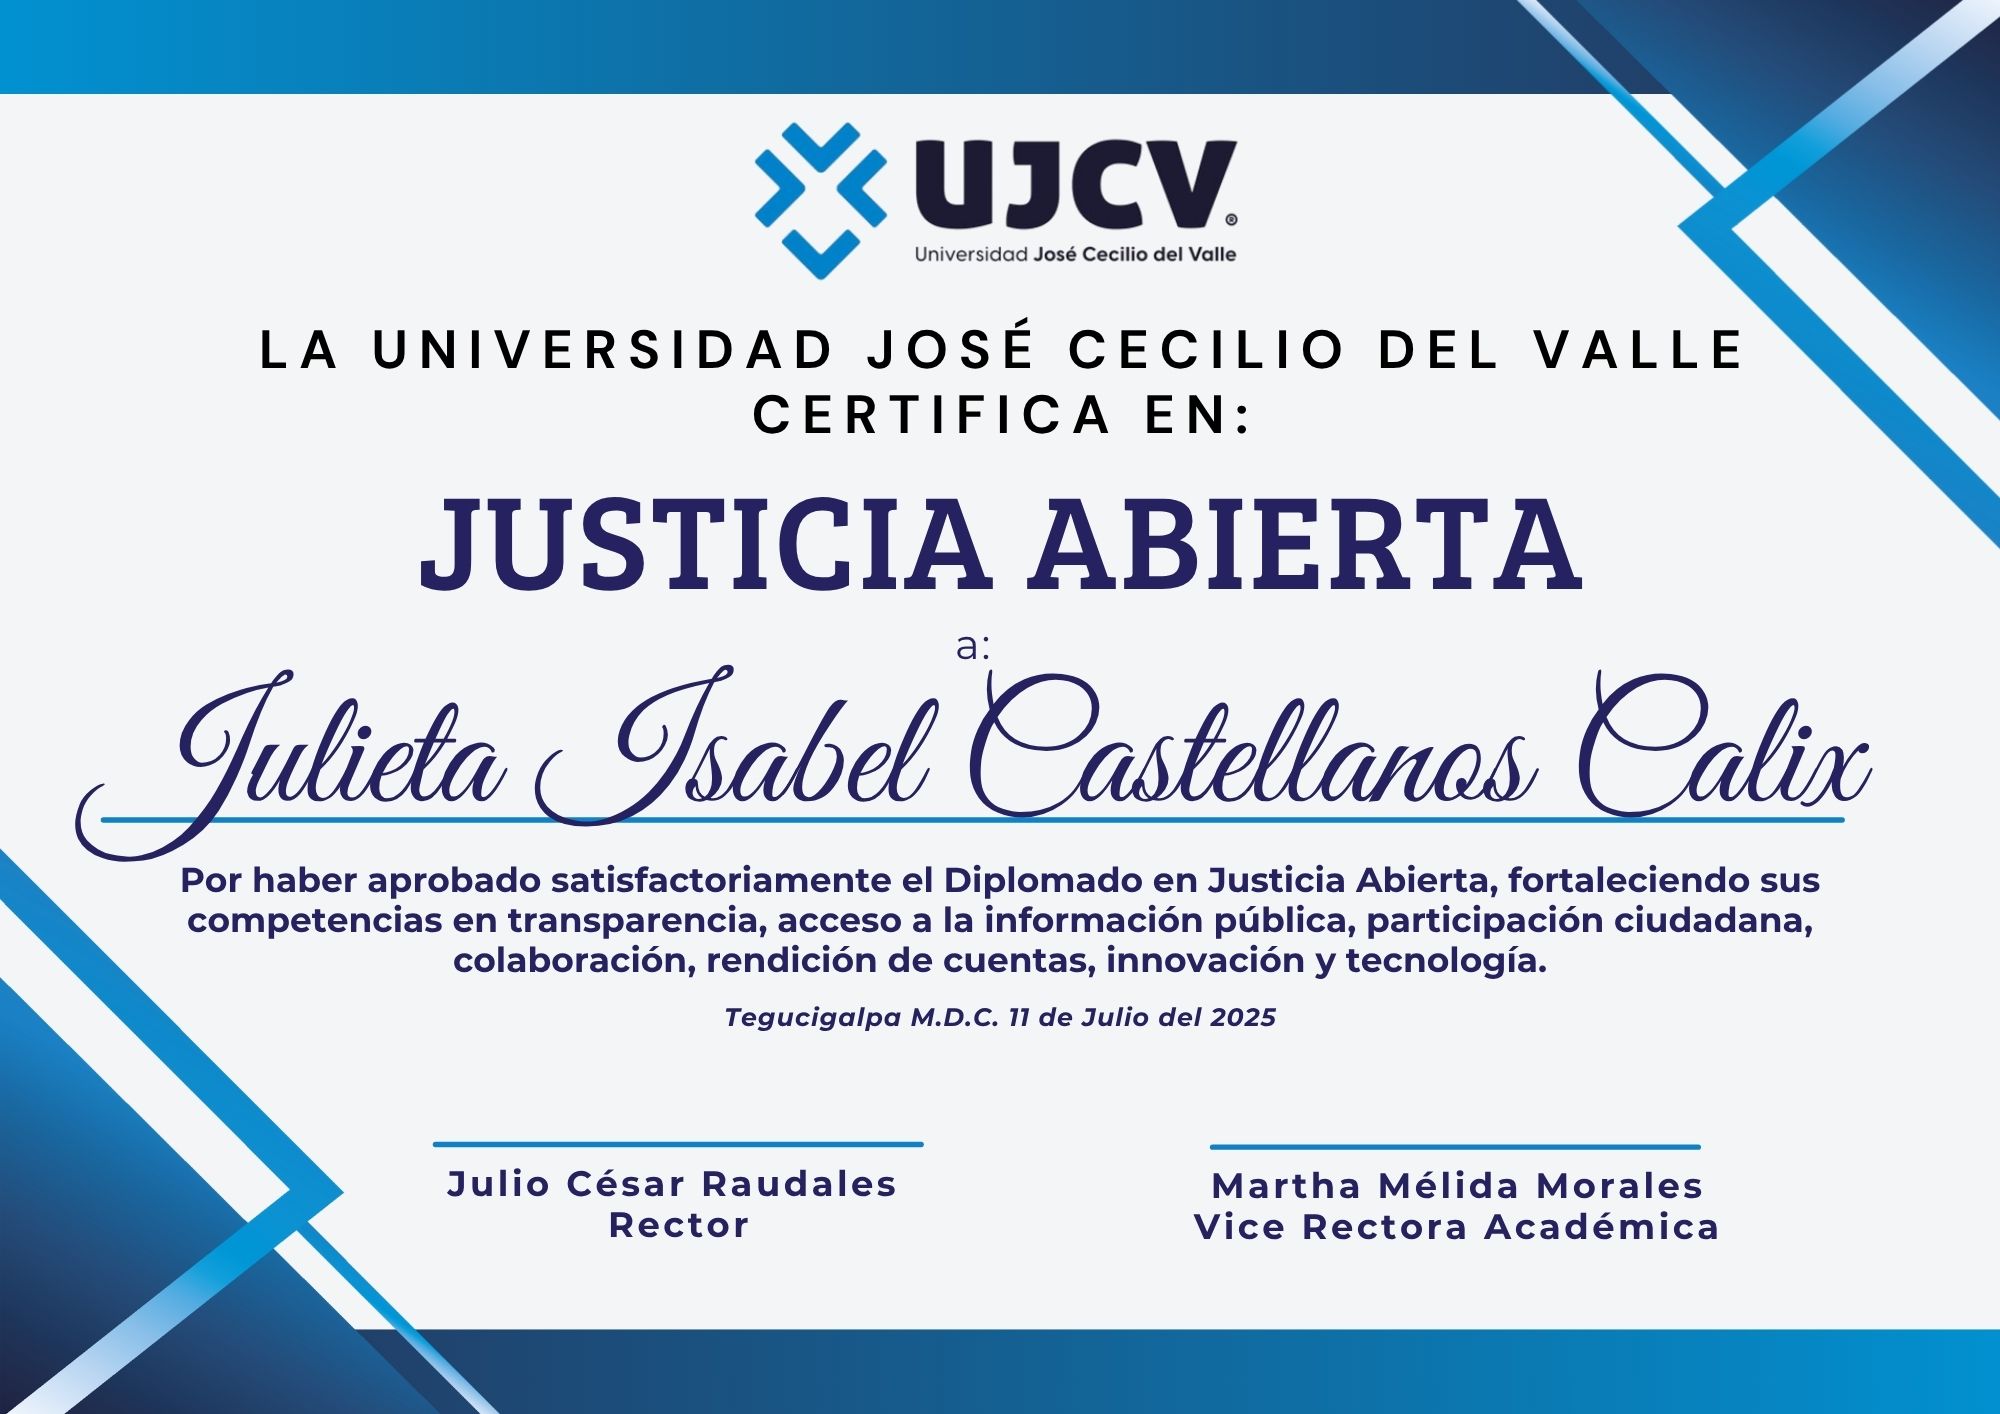 UJCV®
Universidad José Cecilio del Valle
LA UNIVERSIDAD JOSÉ CECILIO DEL VALLE
CERTIFICA EN:
JUSTICIA ABIERTA
a:
Julieta Isabel Castellanos Calix
Por haber aprobado satisfactoriamente el Diplomado en Justicia Abierta, fortaleciendo sus
competencias en transparencia, acceso a la información pública, participación ciudadana,
colaboración, rendición de cuentas, innovación y tecnología.
Tegucigalpa M.D.C. 11 de Julio del 2025
Julio César Raudales
Rector
Martha Mélida Morales
Vice Rectora Académica